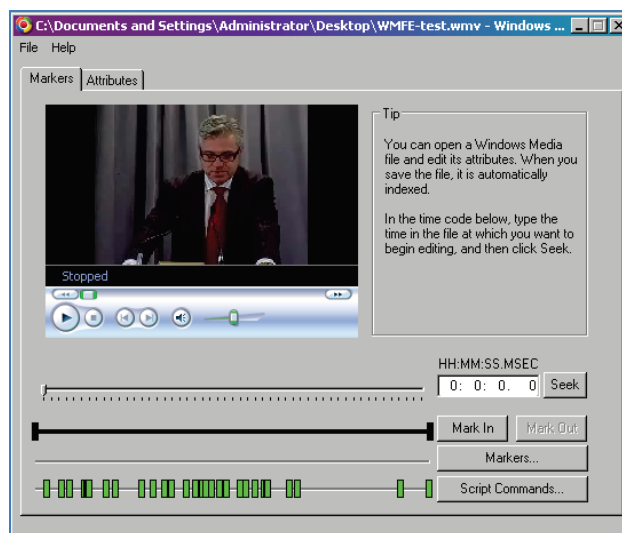 C:\Documents and Settings\Administrator\Desktop\WMFE-test.wmv - Windows ...
File Help
Markers Attributes
Tip
You can open a Windows Media
file and edit its attributes. When you
save the file, it is automatically
indexed.
In the time code below, type the
time in the file at which you want to
begin editing, and then click Seek.
Stopped
HH:MM:SS.MSEC
0: 0: 0. 0 Seek
Mark In Mark Out
Markers...
Script Commands...